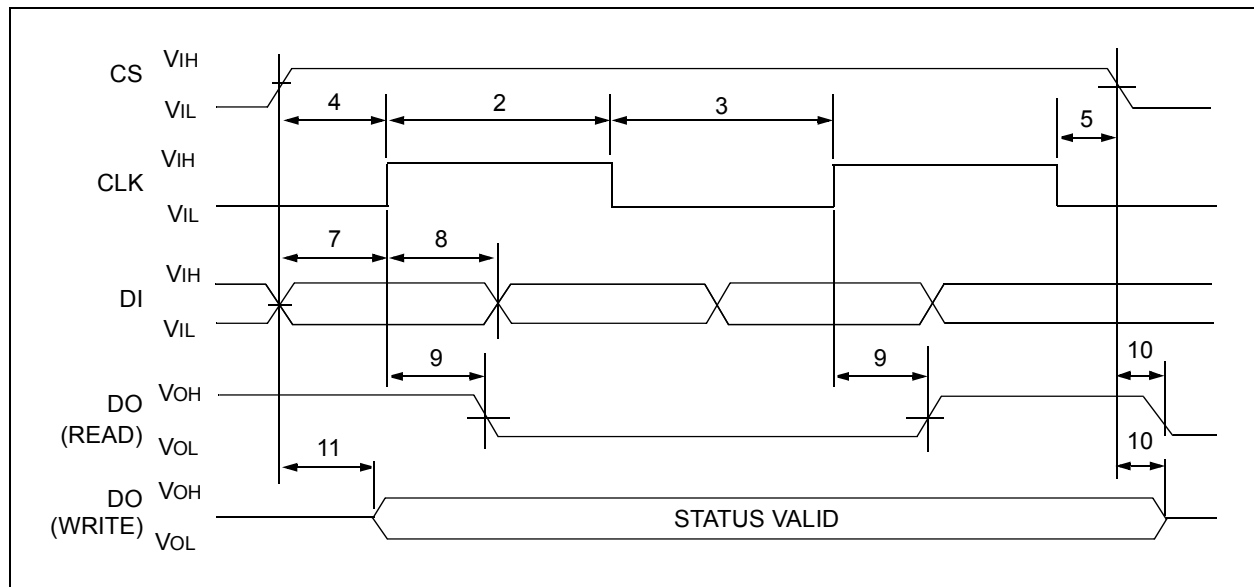 CS VIH
VIL
4 2 3 5
CLK VIH
VIL
7 8
DI VIH
VIL
9 9 10
DO (READ) VOH
VOL
11 10
DO (WRITE) VOH
STATUS VALID
VOL